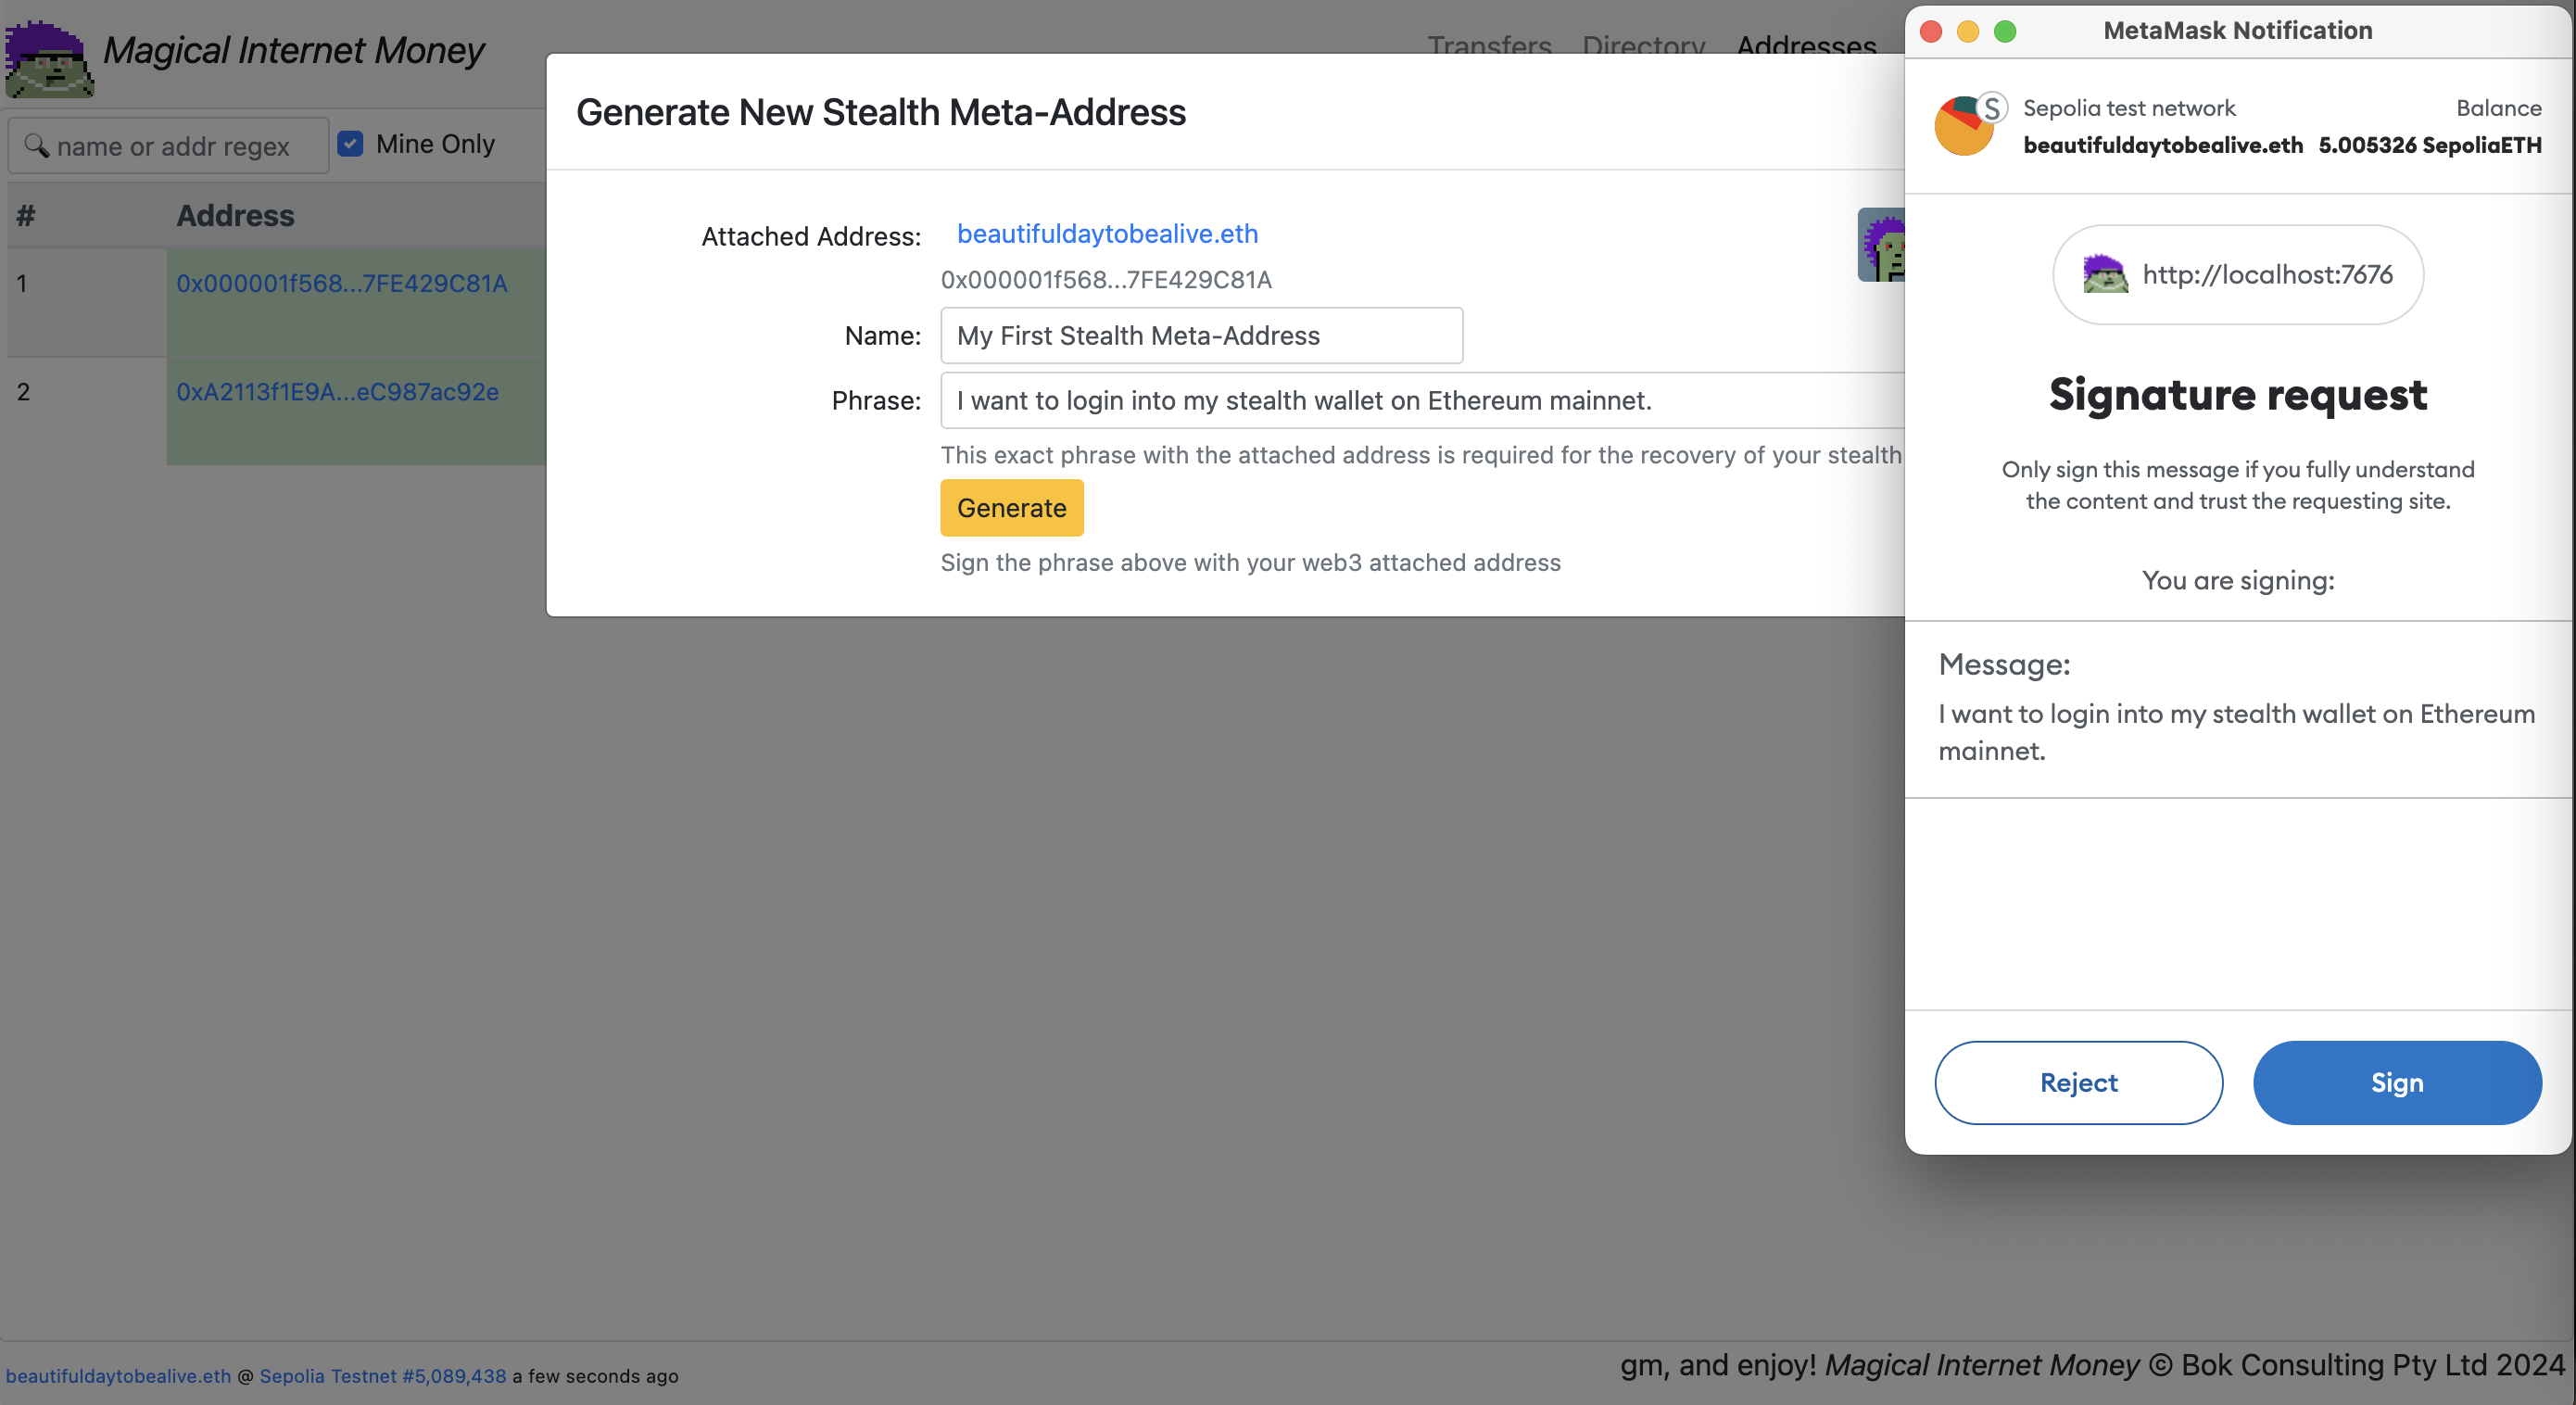 Magical Internet Money
Transfers Directory Addresses
name or addr regex
Mine Only
# Address
1 0x000001f568...7FE429C81A
2 0xA2113f1E9A...eC987ac92e
Generate New Stealth Meta-Address
Attached Address: beautifuldaytobealive.eth
0x000001f568...7FE429C81A
Name: My First Stealth Meta-Address
Phrase: I want to login into my stealth wallet on Ethereum mainnet.
This exact phrase with the attached address is required for the recovery of your stealth
Generate
Sign the phrase above with your web3 attached address
MetaMask Notification
S
Sepolia test network Balance
beautifuldaytobealive.eth 5.005326 SepoliaETH
http://localhost:7676
Signature request
Only sign this message if you fully understand
the content and trust the requesting site.
You are signing:
Message:
I want to login into my stealth wallet on Ethereum
mainnet.
Reject Sign
beautifuldaytobealive.eth @ Sepolia Testnet #5,089,438 a few seconds ago
gm, and enjoy! Magical Internet Money © Bok Consulting Pty Ltd 2024